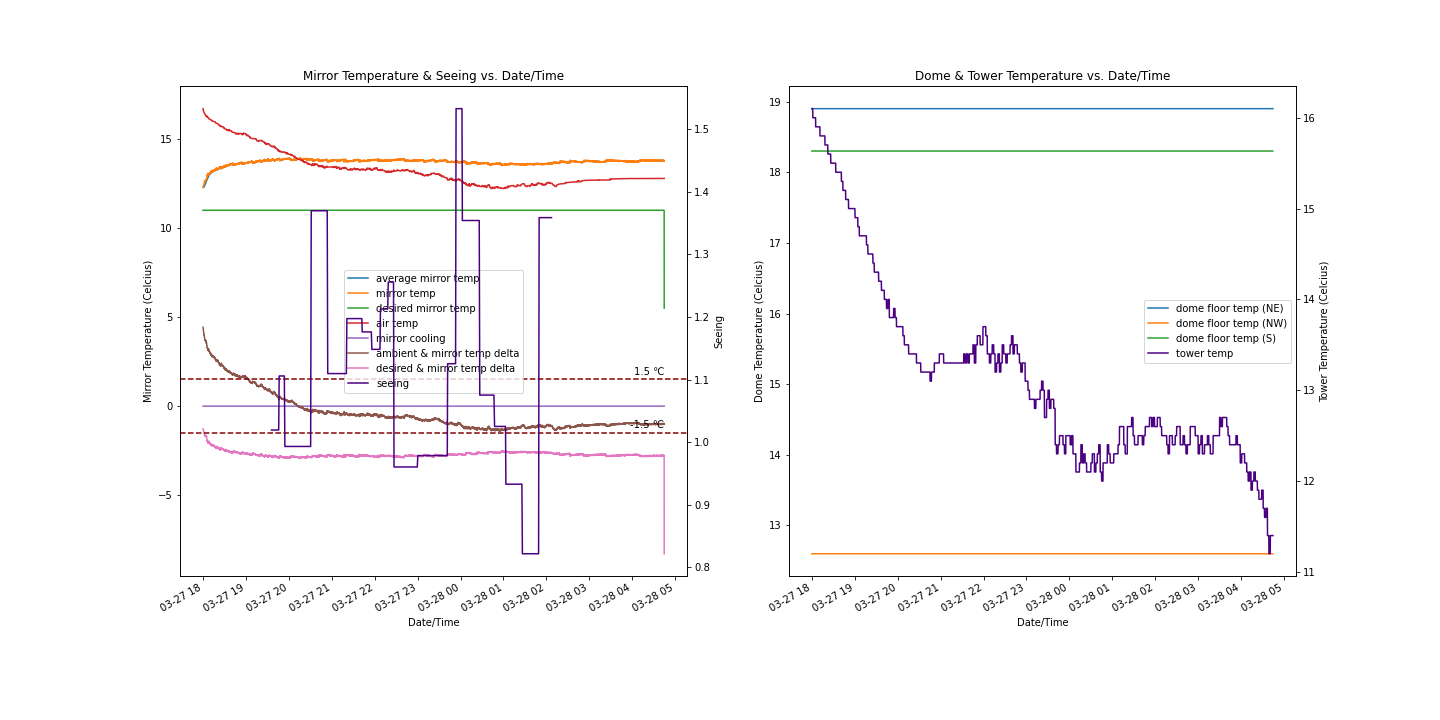 Mirror Temperature & Seeing vs. Date/Time
Mirror Temperature (Celcius)
15
10
5
0
−5
1.5
1.4
1.3
1.2
1.1
1.0
0.9
0.8
Seeing
average mirror temp
mirror temp
desired mirror temp
air temp
mirror cooling
ambient & mirror temp delta
desired & mirror temp delta
seeing
1.5 °C
-1.5 °C
03-27 18
03-27 19
03-27 20
03-27 21
03-27 22
03-27 23
03-28 00
03-28 01
03-28 02
03-28 03
03-28 04
03-28 05
Date/Time
Dome & Tower Temperature vs. Date/Time
Dome Temperature (Celcius)
19
18
17
16
15
14
13
16
15
14
13
12
11
Tower Temperature (Celcius)
dome floor temp (NE)
dome floor temp (NW)
dome floor temp (S)
tower temp
03-27 18
03-27 19
03-27 20
03-27 21
03-27 22
03-27 23
03-28 00
03-28 01
03-28 02
03-28 03
03-28 04
03-28 05
Date/Time